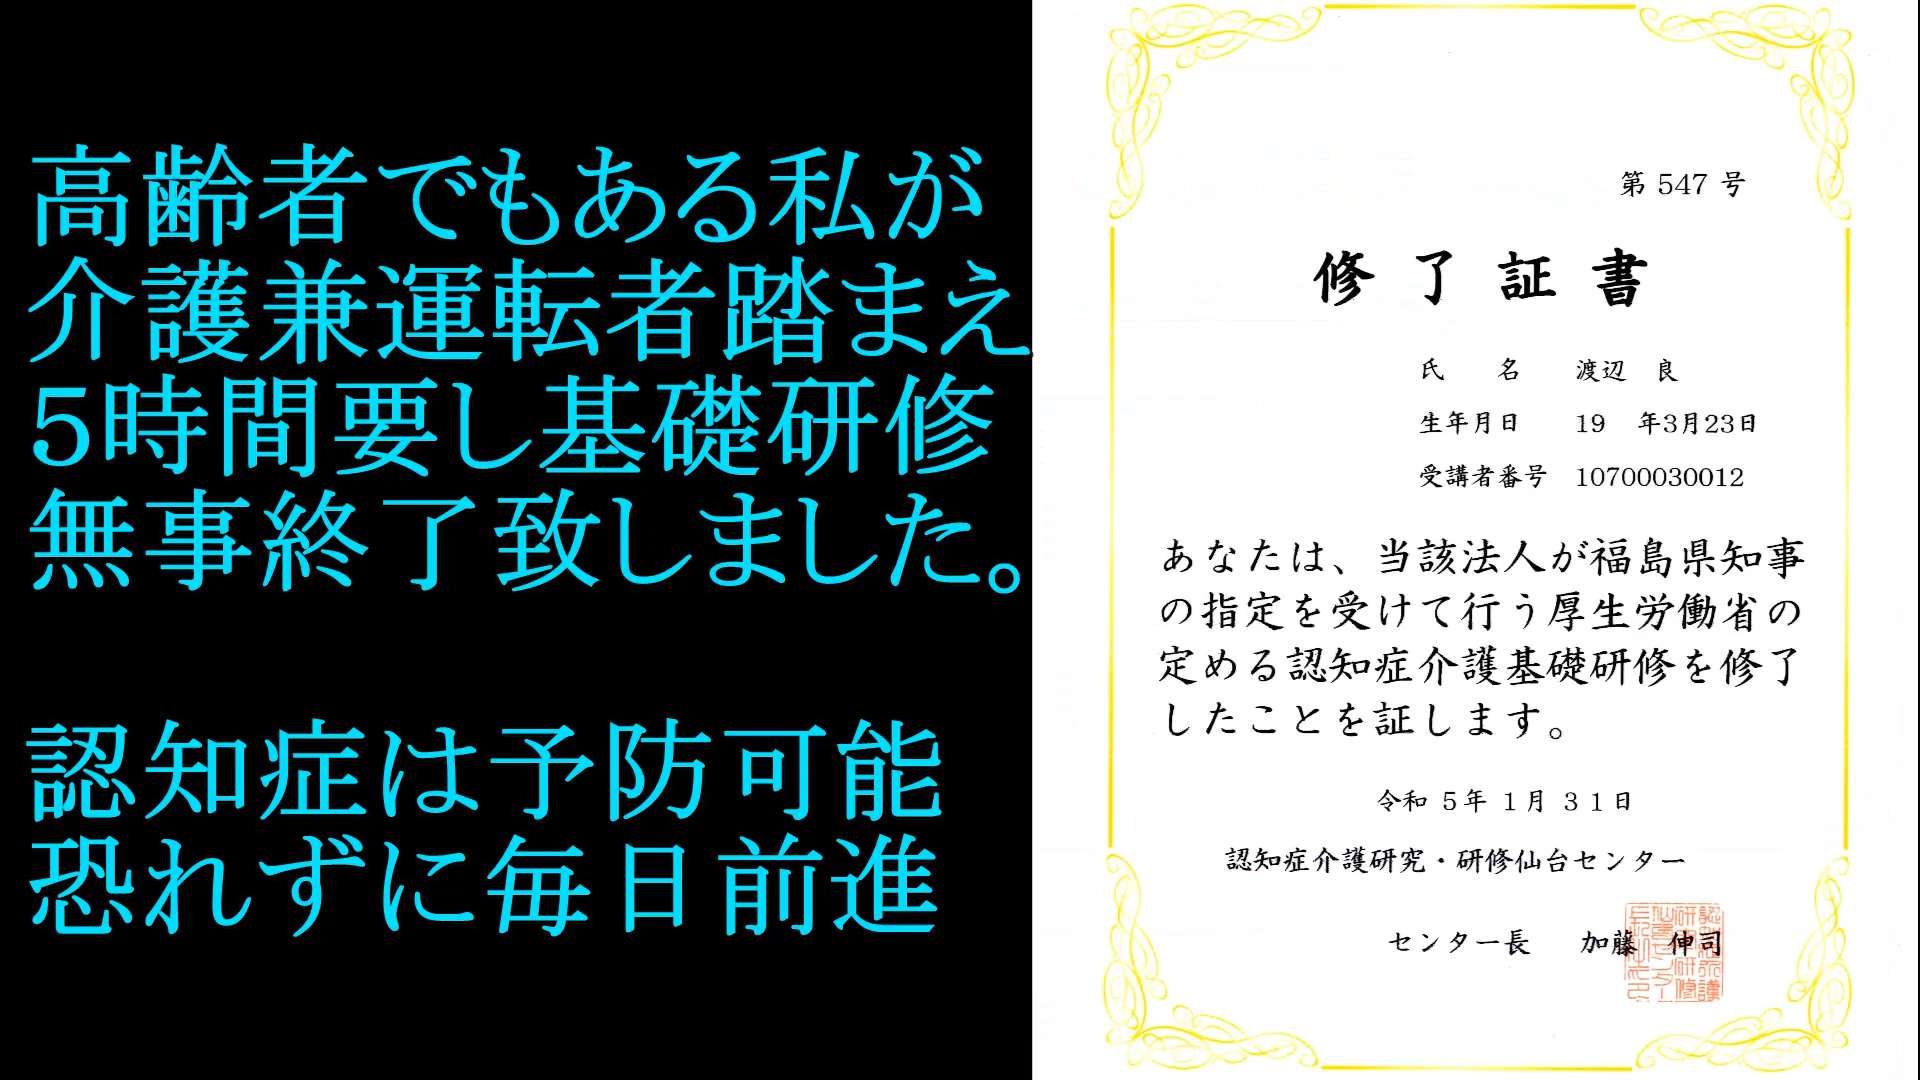 高齢者でもある私が
介護兼運転者踏まえ
5時間要し基礎研修
無事終了致しました。
認知症は予防可能
恐れずに毎日前進
第 547 号
修了証書
氏 名 渡辺 良
生年月日 19 年3月23日
受講者番号 10700030012
あなたは、当該法人が福島県知事
の指定を受けて行う厚生労働省の
定める認知症介護基礎研修を修了
したことを証します。
令和 5年 1月 31日
認知症介護研究・研修仙台センター
センター長 加藤 伸司